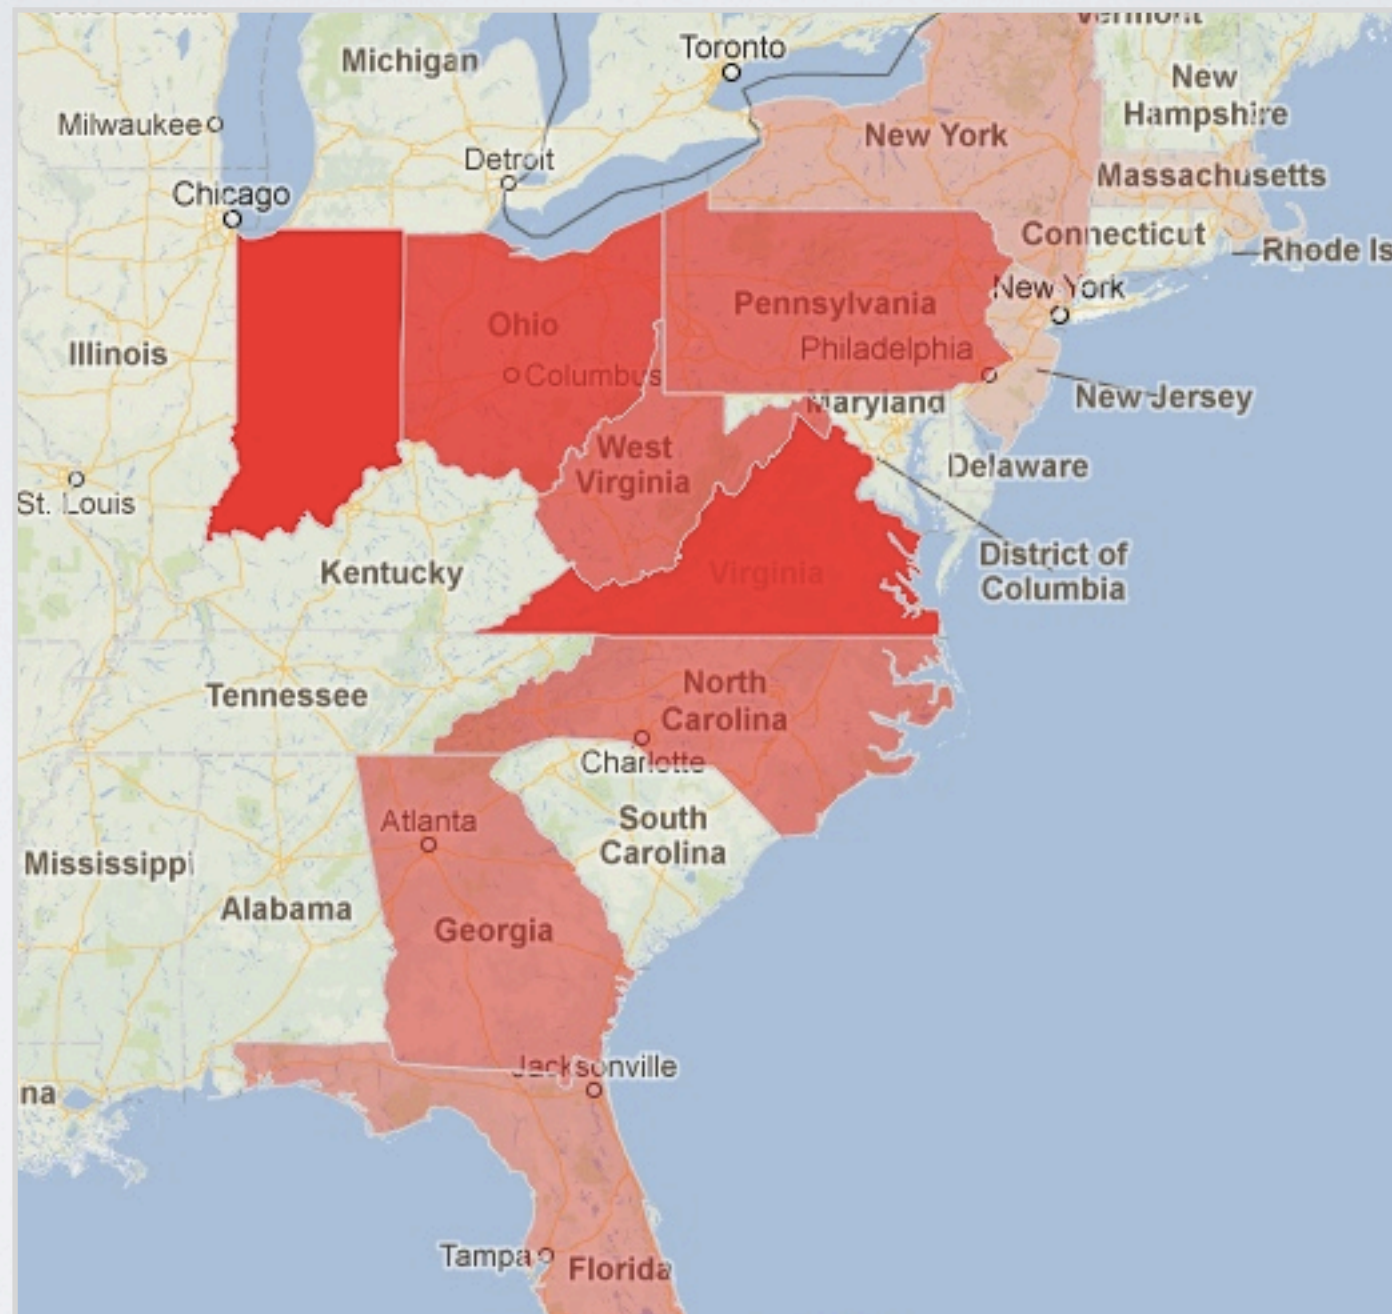 Vermont
Toronto
Michigan
New
Hampshire
Milwaukee
New York
Detroit
Massachusetts
Chicago
Connecticut
Rhode Is
New York
Pennsylvania
Ohio
Philadelphia
Illinois
Columbus
New Jersey
Maryland
West
Virginia
Delaware
St. Louis
District of
Columbia
Kentucky
Virginia
North
Carolina
Tennessee
Charlotte
Atlanta
South
Carolina
Mississippi
Alabama
Georgia
Jacksonville
na
Tampa
Florida